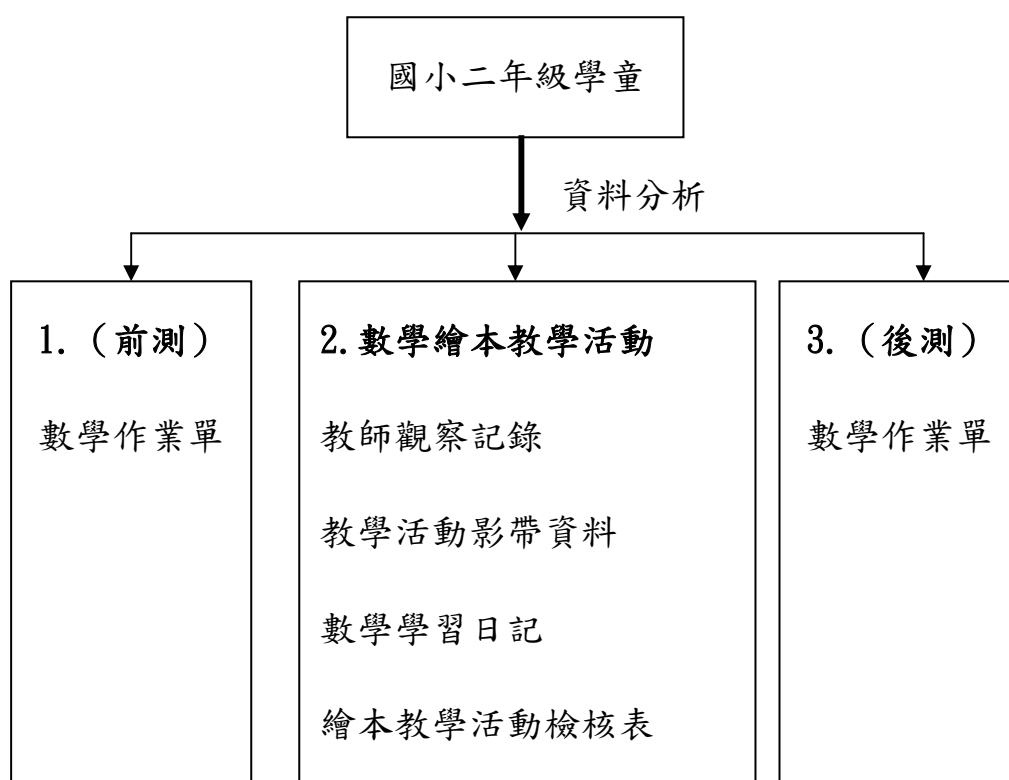 國小二年級學童
資料分析
1.（前測）
數學作業單
2.數學繪本教學活動
教師觀察記錄
教學活動影帶資料
數學學習日記
繪本教學活動檢核表
3.（後測）
數學作業單